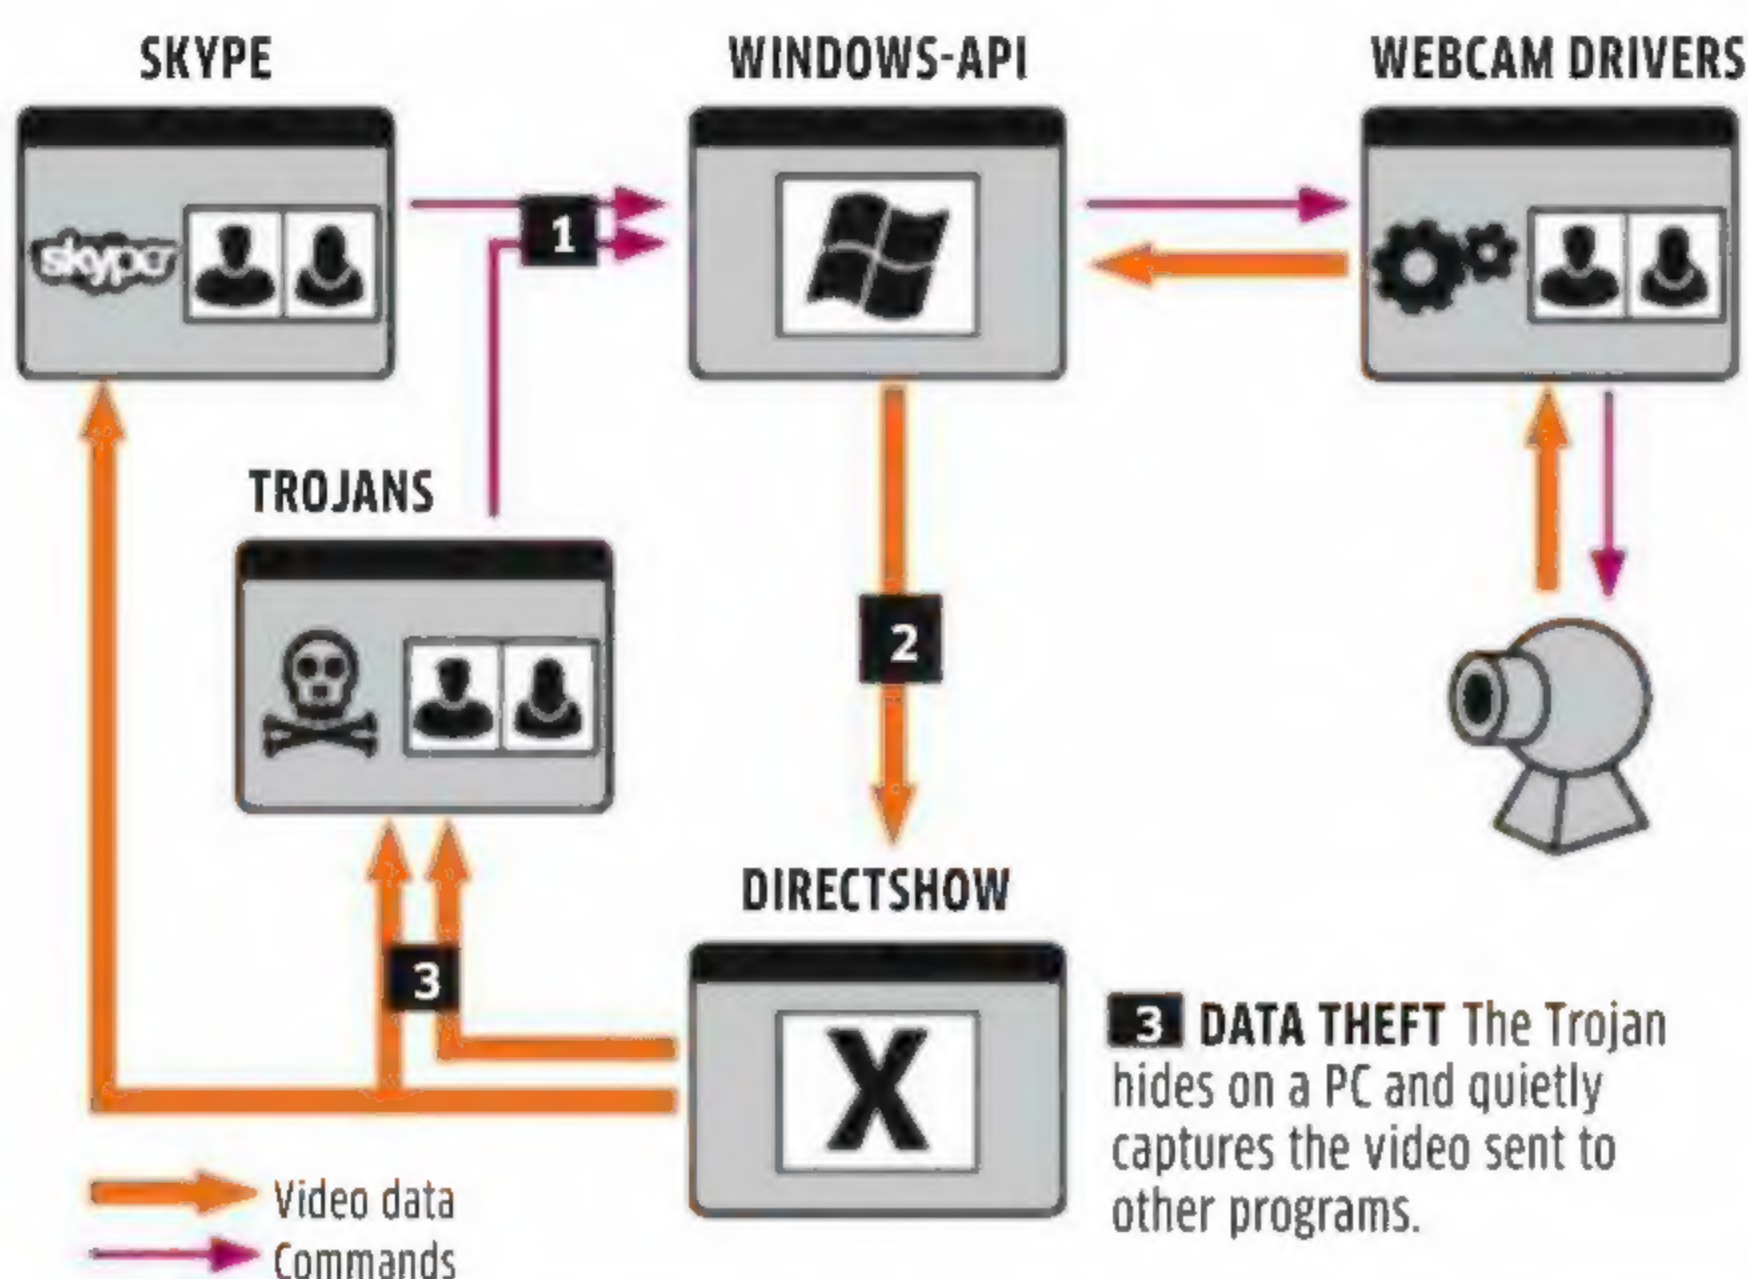 SKYPE
WINDOWS-API
WEBCAM DRIVERS
skype
1
TROJANS
2
DIRECTSHOW
3
X
3 DATA THEFT The Trojan
hides on a PC and quietly
captures the video sent to
other programs.
Video data
Commands